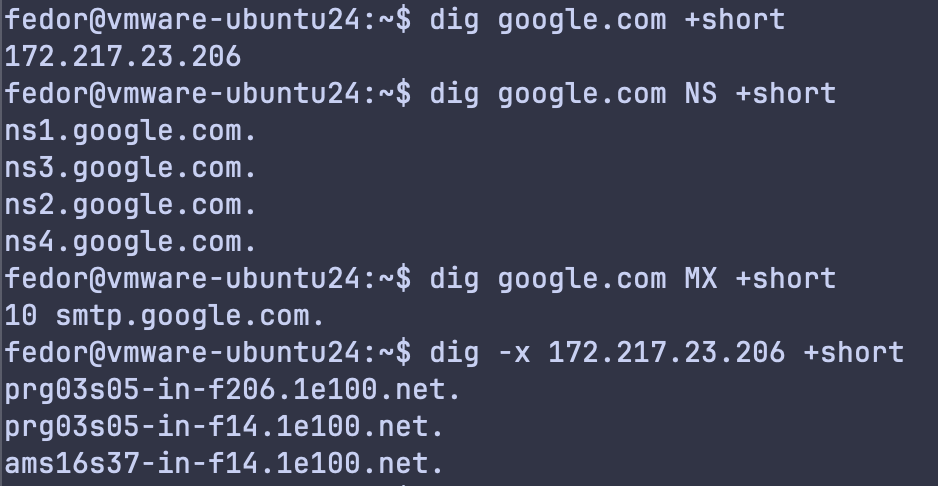 fedor@vmware-ubuntu24:~$ dig google.com +short
172.217.23.206
fedor@vmware-ubuntu24:~$ dig google.com NS +short
ns1.google.com.
ns3.google.com.
ns2.google.com.
ns4.google.com.
fedor@vmware-ubuntu24:~$ dig google.com MX +short
10 smtp.google.com.
fedor@vmware-ubuntu24:~$ dig -x 172.217.23.206 +short
prg03s05-in-f206.1e100.net.
prg03s05-in-f14.1e100.net.
ams16s37-in-f14.1e100.net.